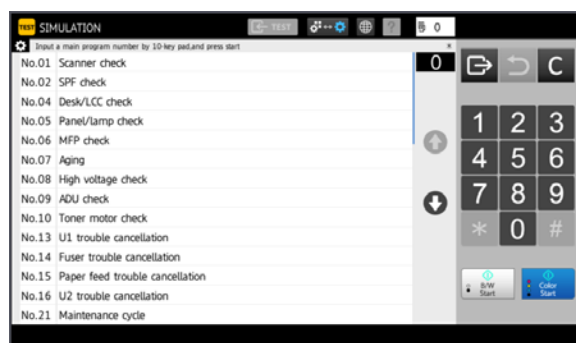 TEST SIMULATION TEST ? 0
Input a main program number by 10-key pad,and press start
0
No.01 Scanner check
No.02 SPF check
No.04 Desk/LCC check
No.05 Panel/lamp check
No.06 MFP check
No.07 Aging
No.08 High voltage check
No.09 ADU check
No.10 Toner motor check
No.13 U1 trouble cancellation
No.14 Fuser trouble cancellation
No.15 Paper feed trouble cancellation
No.16 U2 trouble cancellation
No.21 Maintenance cycle
C
1 2 3
4 5 6
7 8 9
* 0 #
B/W
Start
Color
Start